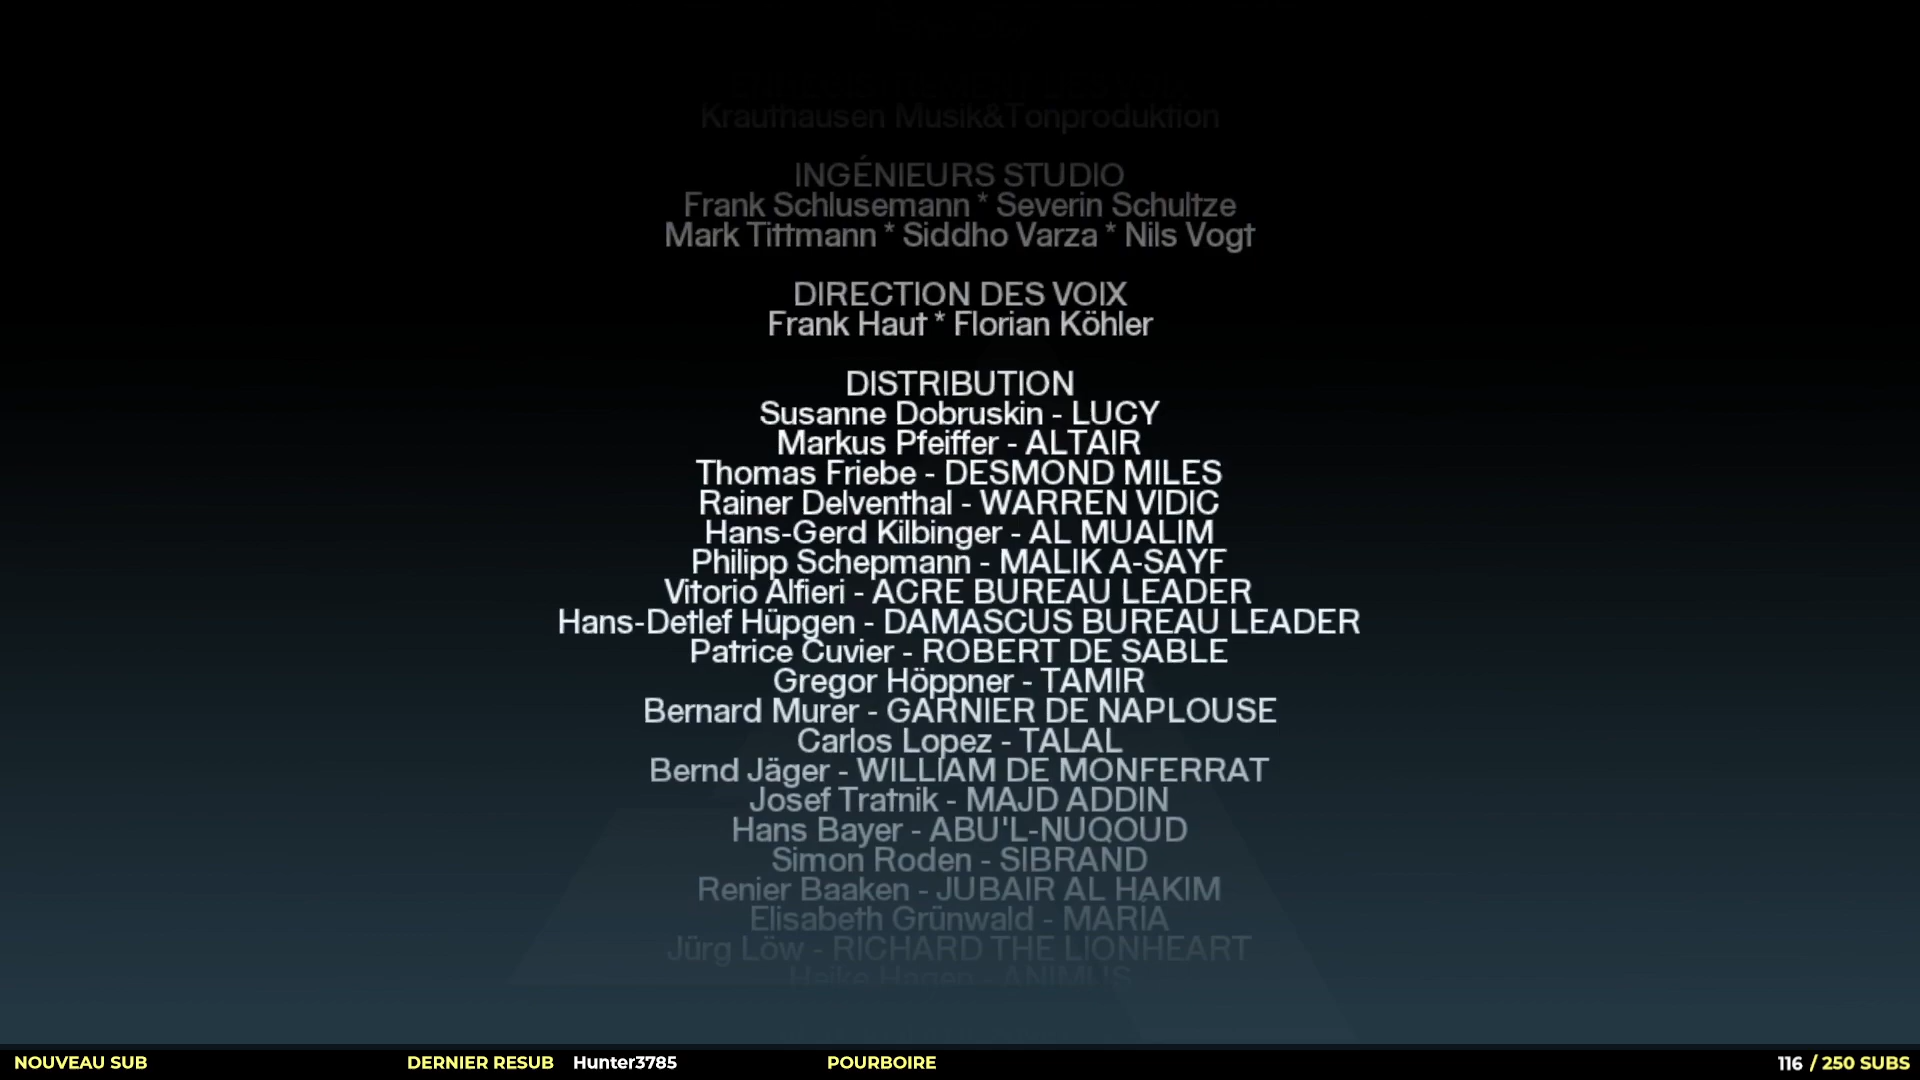 Krauthausen Musik&Tonproduktion
INGÉNIEURS STUDIO
Frank Schlusemann * Severin Schultze
Mark Tittmann * Siddho Varza * Nils Vogt
DIRECTION DES VOIX
Frank Haut * Florian Köhler
DISTRIBUTION
Susanne Dobruskin - LUCY
Markus Pfeiffer - ALTAIR
Thomas Friebe - DESMOND MILES
Rainer Delventhal - WARREN VIDIC
Hans-Gerd Kilbinger - AL MUALIM
Philipp Schepmann - MALIK A-SAYF
Vitorio Alfieri - ACRE BUREAU LEADER
Hans-Detlef Hüpgen - DAMASCUS BUREAU LEADER
Patrice Cuvier - ROBERT DE SABLE
Gregor Höppner - TAMIR
Bernard Murer - GARNIER DE NAPLOUSE
Carlos Lopez - TALAL
Bernd Jäger - WILLIAM DE MONFERRAT
Josef Tratnik - MAJD ADDIN
Hans Bayer - ABU'L-NUQOUD
Simon Roden - SIBRAND
Renier Baaken - JUBAIR AL HAKIM
Elisabeth Grünwald - MARÍA
Jürg Löw - RICHARD THE LIONHEART
Heike Hagen - ANIMUS
NOUVEAU SUB DERNIER RESUB Hunter3785 POURBOIRE 116 / 250 SUBS